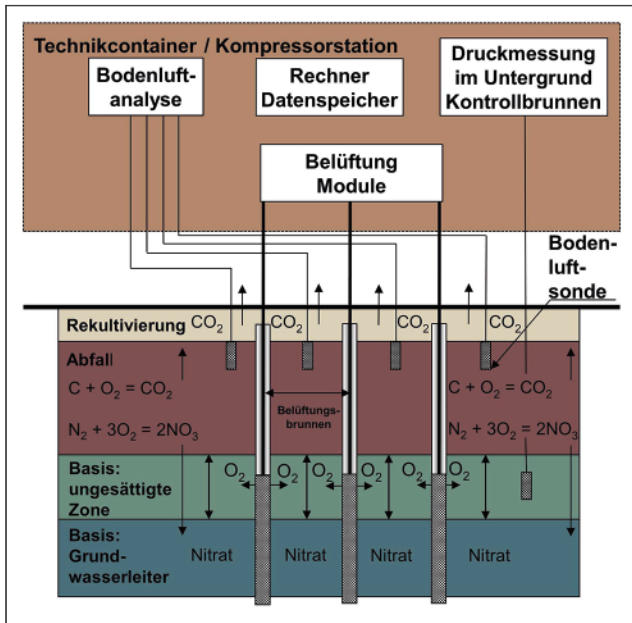 Technikcontainer / Kompressorstation
Bodenluft-
analyse
Rechner
Datenspeicher
Druckmessung
im Untergrund
Kontrollbrunnen
Belüftung
Module
Boden-
luft-
sonde
Rekultivierung
CO₂
CO₂
CO₂
CO₂
Abfall
C + O₂ = CO₂
C + O₂ = CO₂
Belüftungs-
brunnen
N₂ + 3O₂ = 2NO₃
N₂ + 3O₂ = 2NO₃
Basis:
ungesättigte
Zone
O₂
O₂
O₂
O₂
O₂
O₂
Basis:
Grund-
wasserleiter
Nitrat
Nitrat
Nitrat
Nitrat